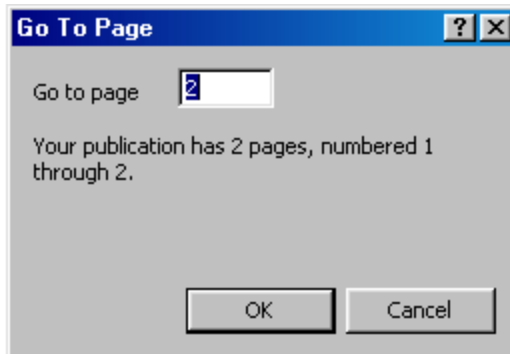 Go To Page
Go to page 2
Your publication has 2 pages, numbered 1
through 2.
OK Cancel